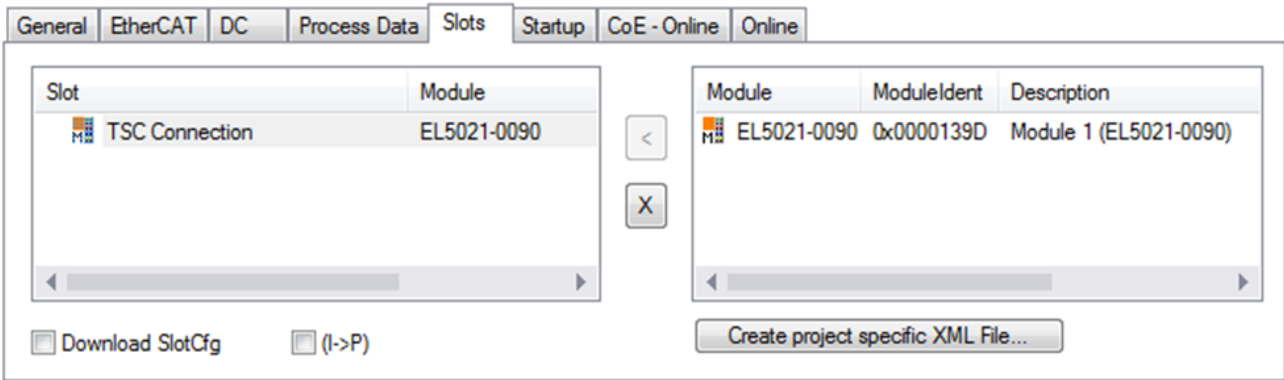 General EtherCAT DC Process Data Slots Startup CoE - Online Online
Slot Module
TSC Connection EL5021-0090
<
X
Module ModuleIdent Description
EL5021-0090 0x0000139D Module 1 (EL5021-0090)
Download SlotCfg (I->P)
Create project specific XML File...